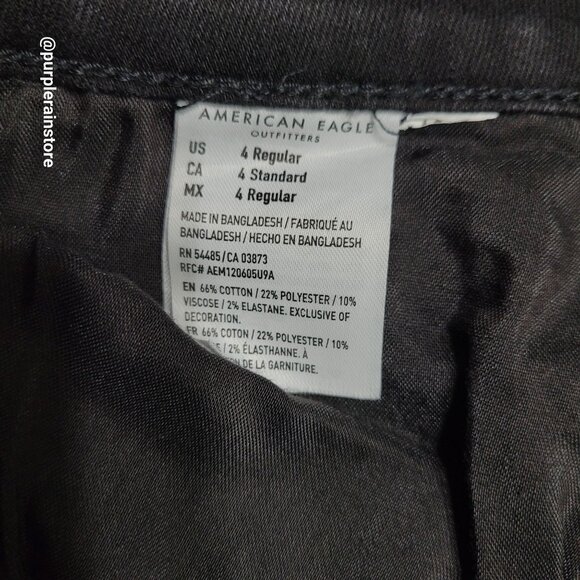 @purplerainstore
AMERICAN EAGLE
OUTFITTERS
US 4 Regular
CA 4 Standard
MX 4 Regular
MADE IN BANGLADESH / FABRIQUÉ AU
BANGLADESH / HECHO EN BANGLADESH
RN 54485/CA 03873
RFC# AEM120605U9A
EN 66% COTTON / 22% POLYESTER / 10%
VISCOSE / 2% ELASTANE. EXCLUSIVE OF
DECORATION.
FR 66% COTON / 22% POLYESTER / 10%
/ 2% ÉLASTHANNE. À
DE LA GARNITURE.